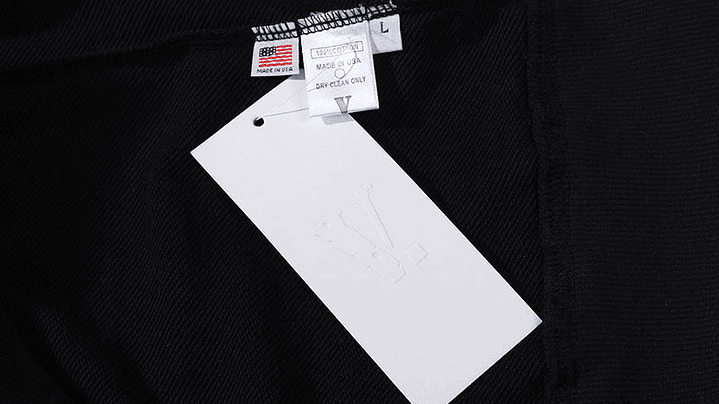 MADE IN USA
100% COTTON
MADE IN USA
DRY CLEAN ONLY
V
L
V